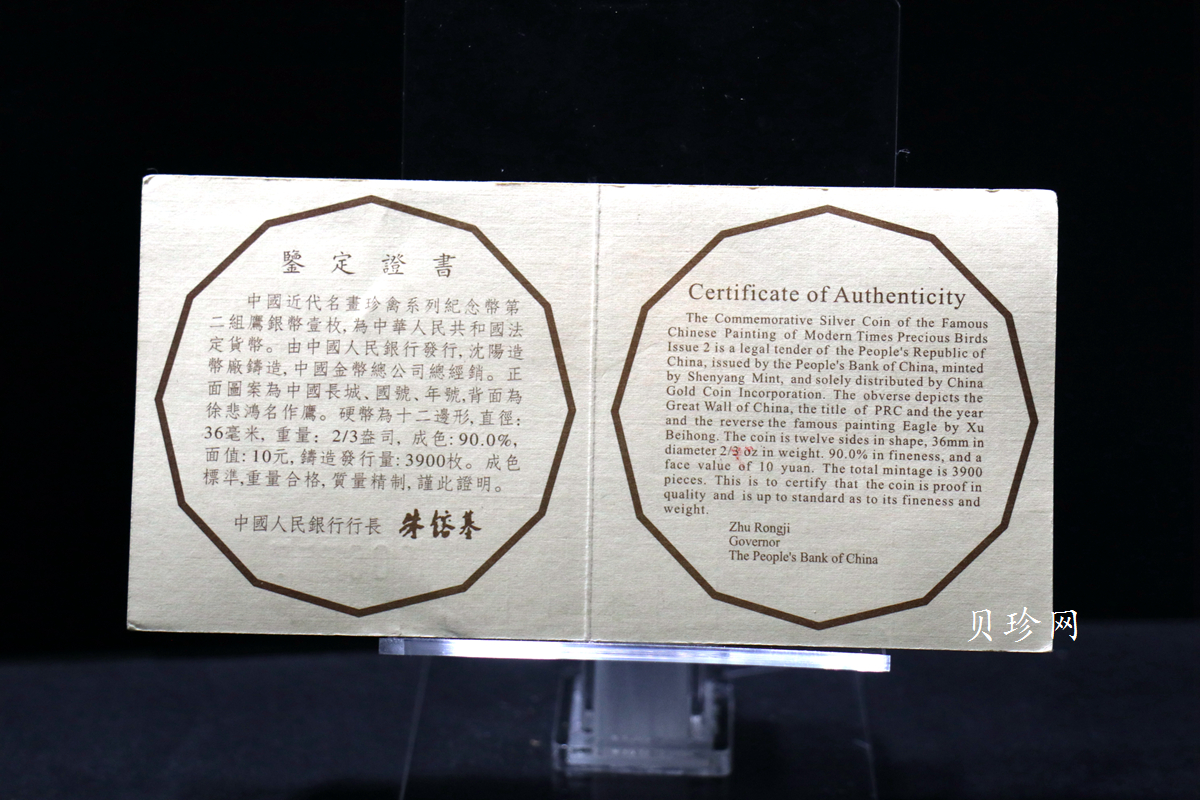 鑒定證書
中國近代名畫珍禽系列紀念幣第
二組鷹銀幣壹枚,為中華人民共和國法
定貨幣。由中國人民銀行發行,沈陽造
幣廠鑄造,中國金幣總公司總經銷。正
面圖案為中國長城、國號、年號,背面為
徐悲鴻名作鷹。硬幣為十二邊形,直徑:
36毫米,重量:2/3盎司,成色:90.0%,
面值:10元,鑄造發行量:3900枚。成色
標準,重量合格,質量精制,謹此證明。
中國人民銀行行長 朱鎔基
Certificate of Authenticity
The Commemorative Silver Coin of the Famous
Chinese Painting of Modern Times Precious Birds
Issue 2 is a legal tender of the People's Republic of
China, issued by the People's Bank of China, minted
by Shenyang Mint, and solely distributed by China
Gold Coin Incorporation. The obverse depicts the
Great Wall of China, the title of PRC and the year
and the reverse the famous painting Eagle by Xu
Beihong. The coin is twelve sides in shape, 36mm in
diameter 2/3 oz in weight. 90.0% in fineness, and a
face value of 10 yuan. The total mintage is 3900
pieces. This is to certify that the coin is proof in
quality and is up to standard as to its fineness and
weight.
Zhu Rongji
Governor
The People's Bank of China
贝珍网